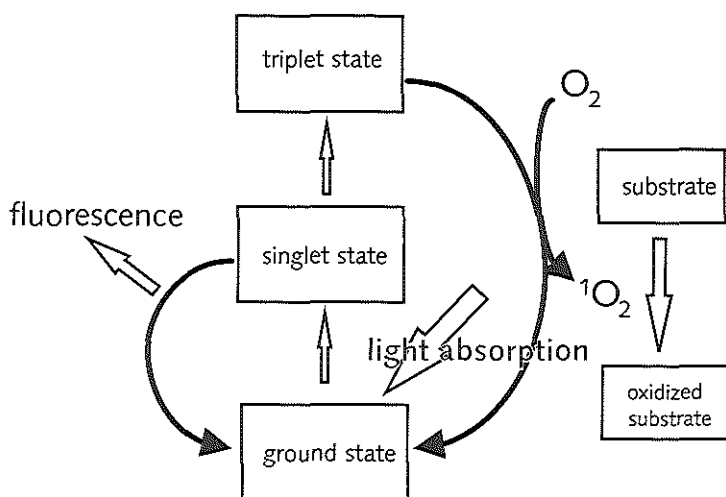 triplet state
O₂
substrate
fluorescence
singlet state
¹O₂
light absorption
oxidized
substrate
ground state